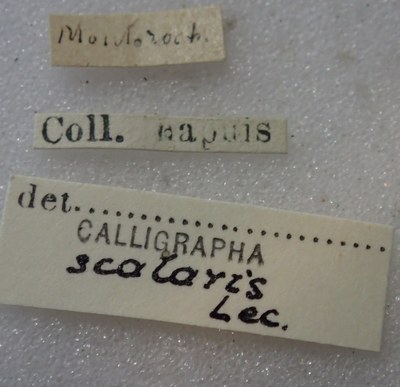 Coll.
det.......................
CALLIGRAPHA
scalaris
Lec.